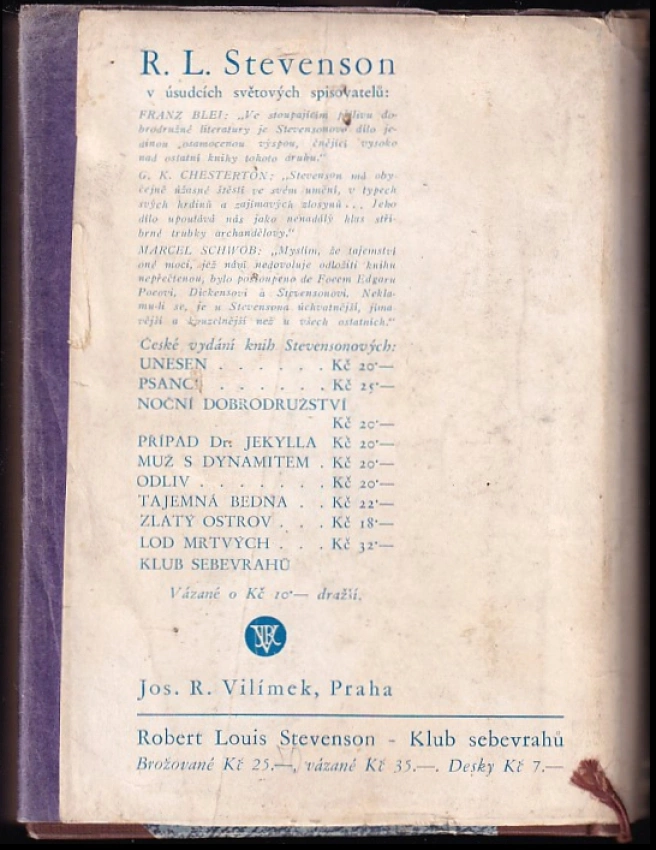 R. L. Stevenson
v úsudcích světových spisovatelů:
FRANZ BLEI: „Ve stoupajícím přílivu do-
brodružné literatury je Stevensonovo dílo je-
dinou osamocenou výspou, čnějící vysoko
nad ostatní knihy tohoto druhu."
G. K. CHESTERTON: „Stevenson má oby-
čejně úžasné štěstí ve svém umění, v typech
svých hrdinů a zajímavých zlosynů... Jeho
dílo upoutává nás jako nenadálý hlas stří-
brné trubky archandělovy."
MARCEL SCHWOB: „Myslím, že tajemství
oné moci, jež nám nedovoluje odložiti knihu
nepřečtenou, bylo postoupeno de Foeem Edgaru
Poeovi, Dickensovi a Stevensonovi. Nekla-
mu-li se, je u Stevensona úchvatnější, jíma-
vější a kouzelnější než u všech ostatních."
České vydání knih Stevensonových:
UNESEN . . . . . . Kč 20·—
PSANCI . . . . . . Kč 25·—
NOČNÍ DOBRODRUŽSTVÍ
Kč 20·—
PŘÍPAD Dr. JEKYLLA Kč 20·—
MUŽ S DYNAMITEM . Kč 20·—
ODLIV . . . . . . . Kč 20·—
TAJEMNÁ BEDNA . . Kč 22·—
ZLATÝ OSTROV . . . Kč 18·—
LOĎ MRTVÝCH . . . Kč 32·—
KLUB SEBEVRAHŮ
Vázané o Kč 10·— dražší.
Jos. R. Vilímek, Praha
Robert Louis Stevenson - Klub sebevrahů
Brožované Kč 25.—, vázané Kč 35.—. Desky Kč 7.—